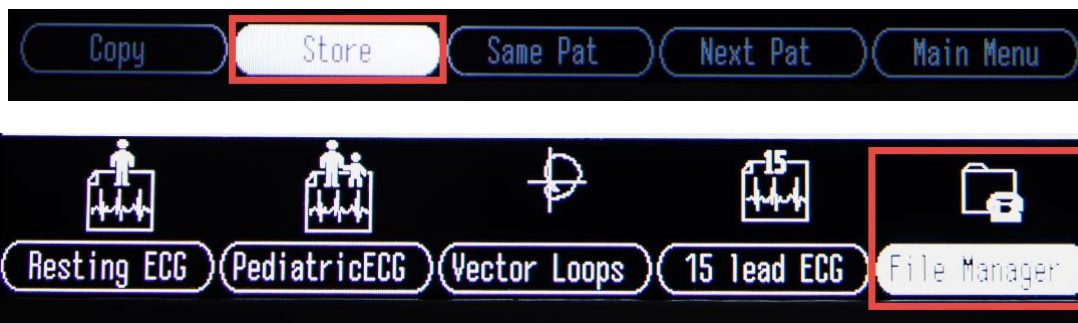 Copy Store Same Pat Next Pat Main Menu
15
Resting ECG PediatricECG Vector Loops 15 lead ECG File Manager